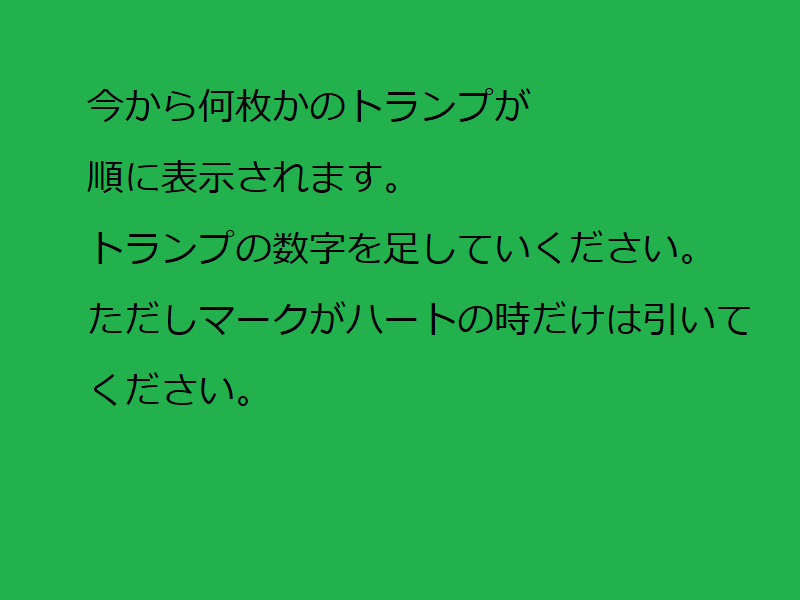 今から何枚かのトランプが
順に表示されます。
トランプの数字を足していください。
ただしマークがハートの時だけは引いて
ください。